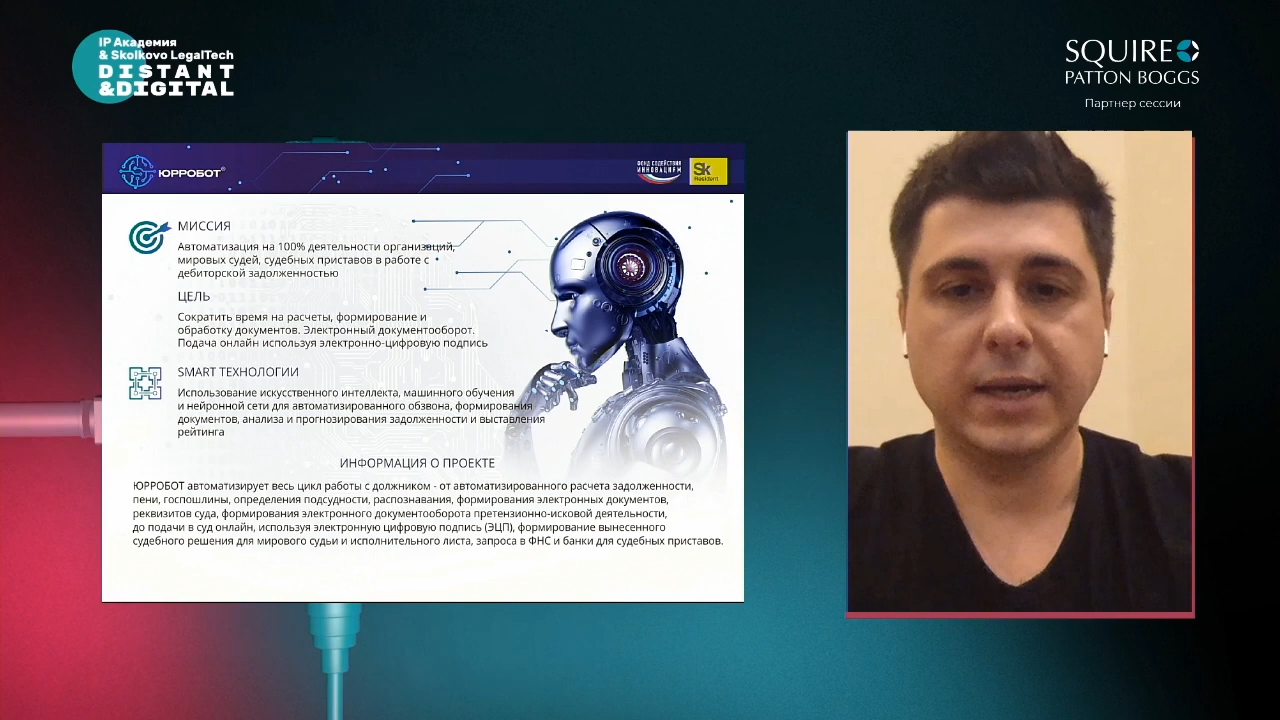 IP Академия
& Skolkovo LegalTech
DISTANT
&DIGITAL
SQUIRE
PATTON BOGGS
Партнер сессии
ЮРРОБОТ®
ФОНД СОДЕЙСТВИЯ
ИННОВАЦИЯМ
Sk
Resident
МИССИЯ
Автоматизация на 100% деятельности организаций,
мировых судей, судебных приставов в работе с
дебиторской задолженностью
ЦЕЛЬ
Сократить время на расчеты, формирование и
обработку документов. Электронный документооборот.
Подача онлайн используя электронно-цифровую подпись
SMART ТЕХНОЛОГИИ
Использование искусственного интеллекта, машинного обучения
и нейронной сети для автоматизированного обзвона, формирования
документов, анализа и прогнозирования задолженности и выставления
рейтинга
ИНФОРМАЦИЯ О ПРОЕКТЕ
ЮРРОБОТ автоматизирует весь цикл работы с должником - от автоматизированного расчета задолженности,
пени, госпошлины, определения подсудности, распознавания, формирования электронных документов,
реквизитов суда, формирования электронного документооборота претензионно-исковой деятельности,
до подачи в суд онлайн, используя электронную цифровую подпись (ЭЦП), формирование вынесенного
судебного решения для мирового судьи и исполнительного листа, запроса в ФНС и банки для судебных приставов.